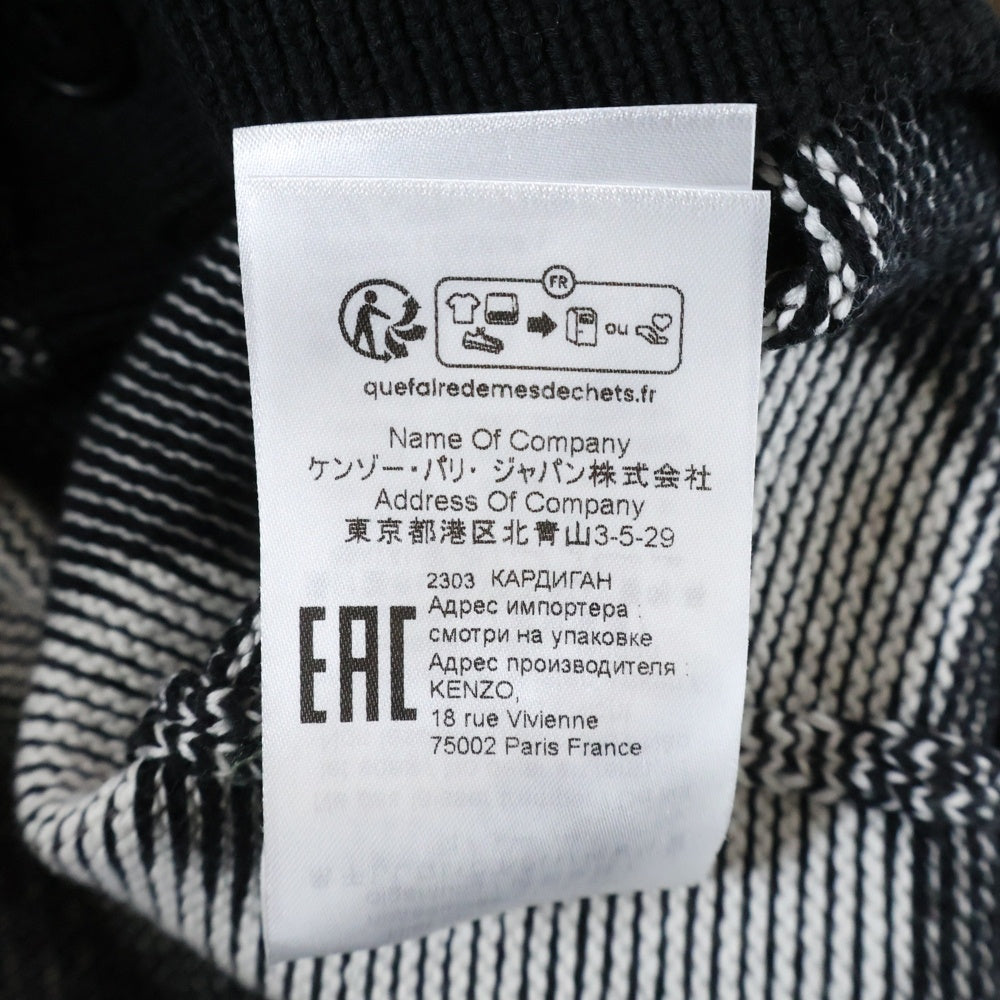 FR
ou
quefairedemesdechets.fr
Name Of Company
ケンゾー・パリ・ジャパン株式会社
Address Of Company
東京都港区北青山3-5-29
2303 КАРДИГАН
Адрес импортера :
смотри на упаковке
Адрес производителя :
KENZO,
18 rue Vivienne
75002 Paris France
EAC